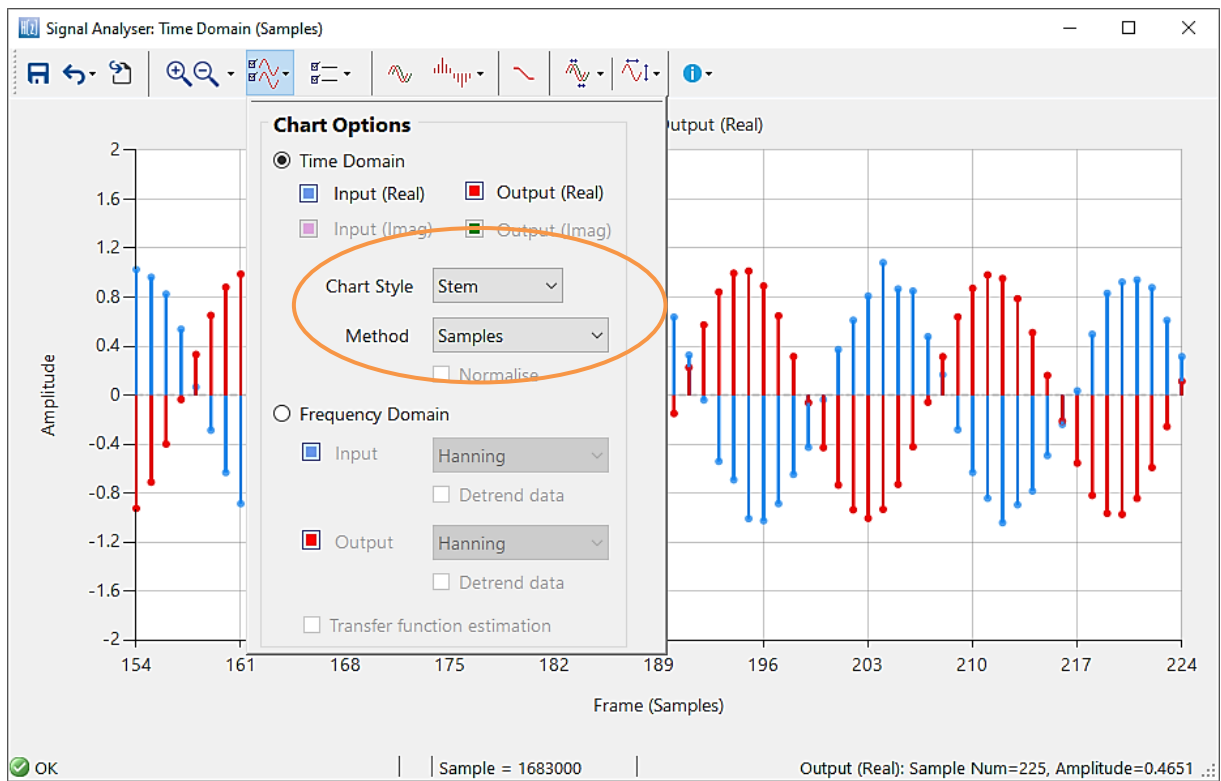 Signal Analyser: Time Domain (Samples)
Chart Options
utput (Real)
Time Domain
Input (Real)
Output (Real)
Input (Imag)
Output (Imag)
Chart Style
Stem
Method
Samples
Normalise
Frequency Domain
Input
Hanning
Detrend data
Output
Hanning
Detrend data
Transfer function estimation
Amplitude
2
1.6
1.2
0.8
0.4
0
-0.4
-0.8
-1.2
-1.6
-2
154 161 168 175 182 189 196 203 210 217 224
Frame (Samples)
OK
Sample = 1683000
Output (Real): Sample Num=225, Amplitude=0.4651